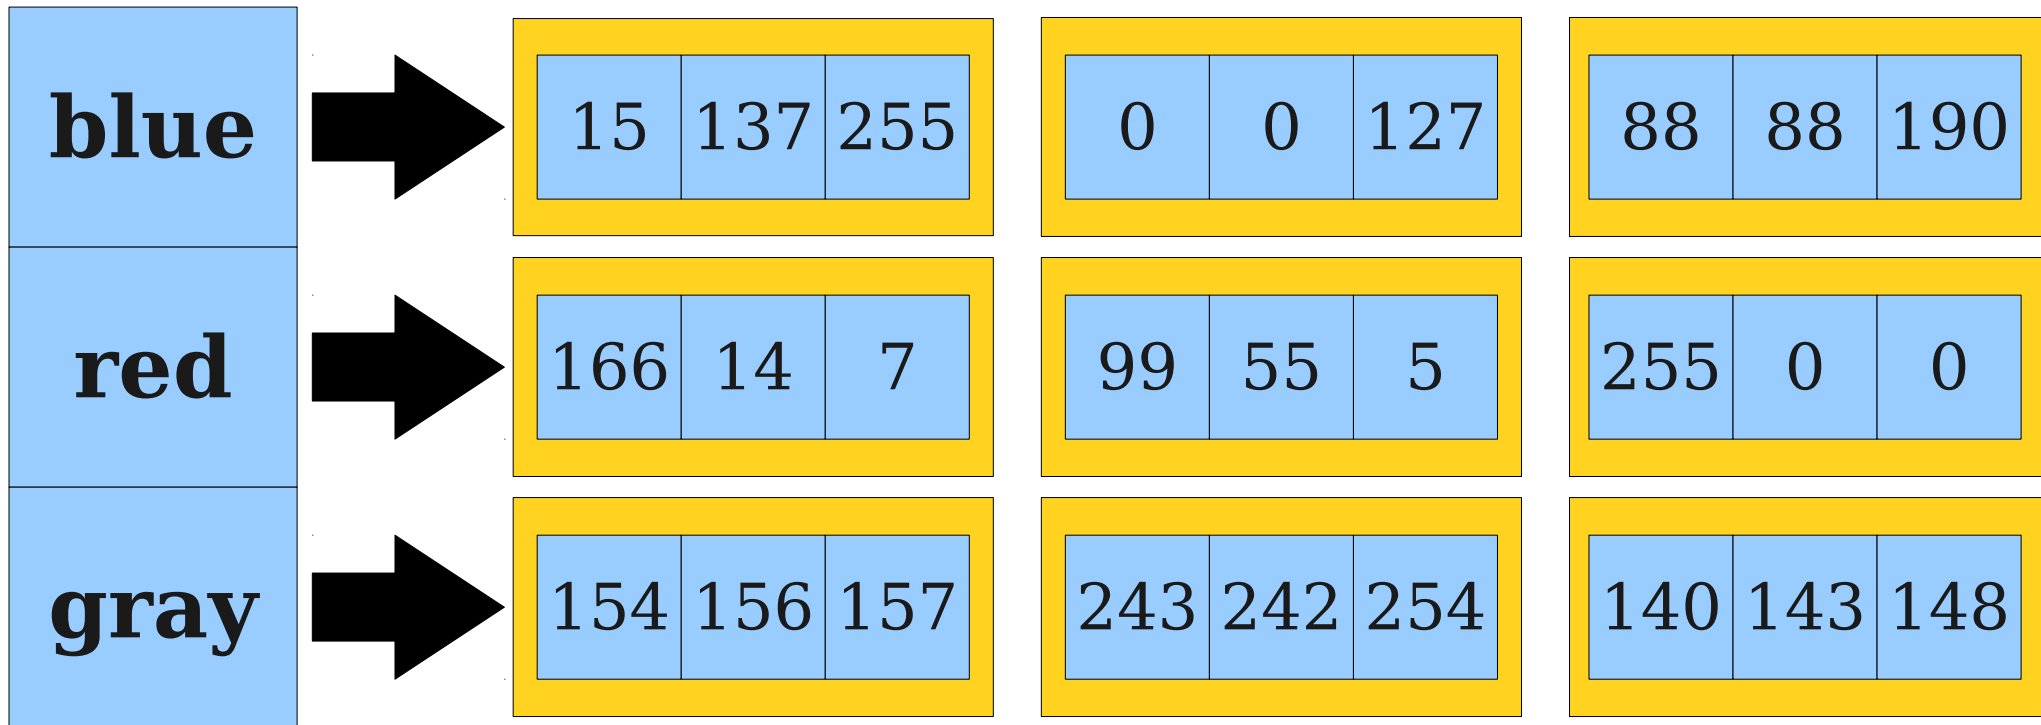 blue 15 137 255 0 0 127 88 88 190
red 166 14 7 99 55 5 255 0 0
gray 154 156 157 243 242 254 140 143 148